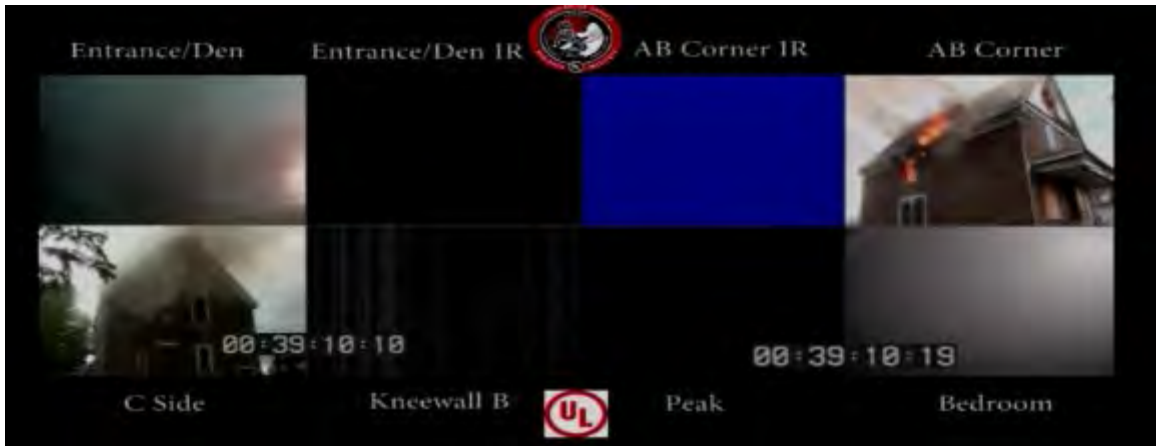 Entrance/Den
Entrance/Den IR
AB Corner IR
AB Corner
00:39:10:10
00:39:10:19
C Side
Kneewall B
UL
Peak
Bedroom